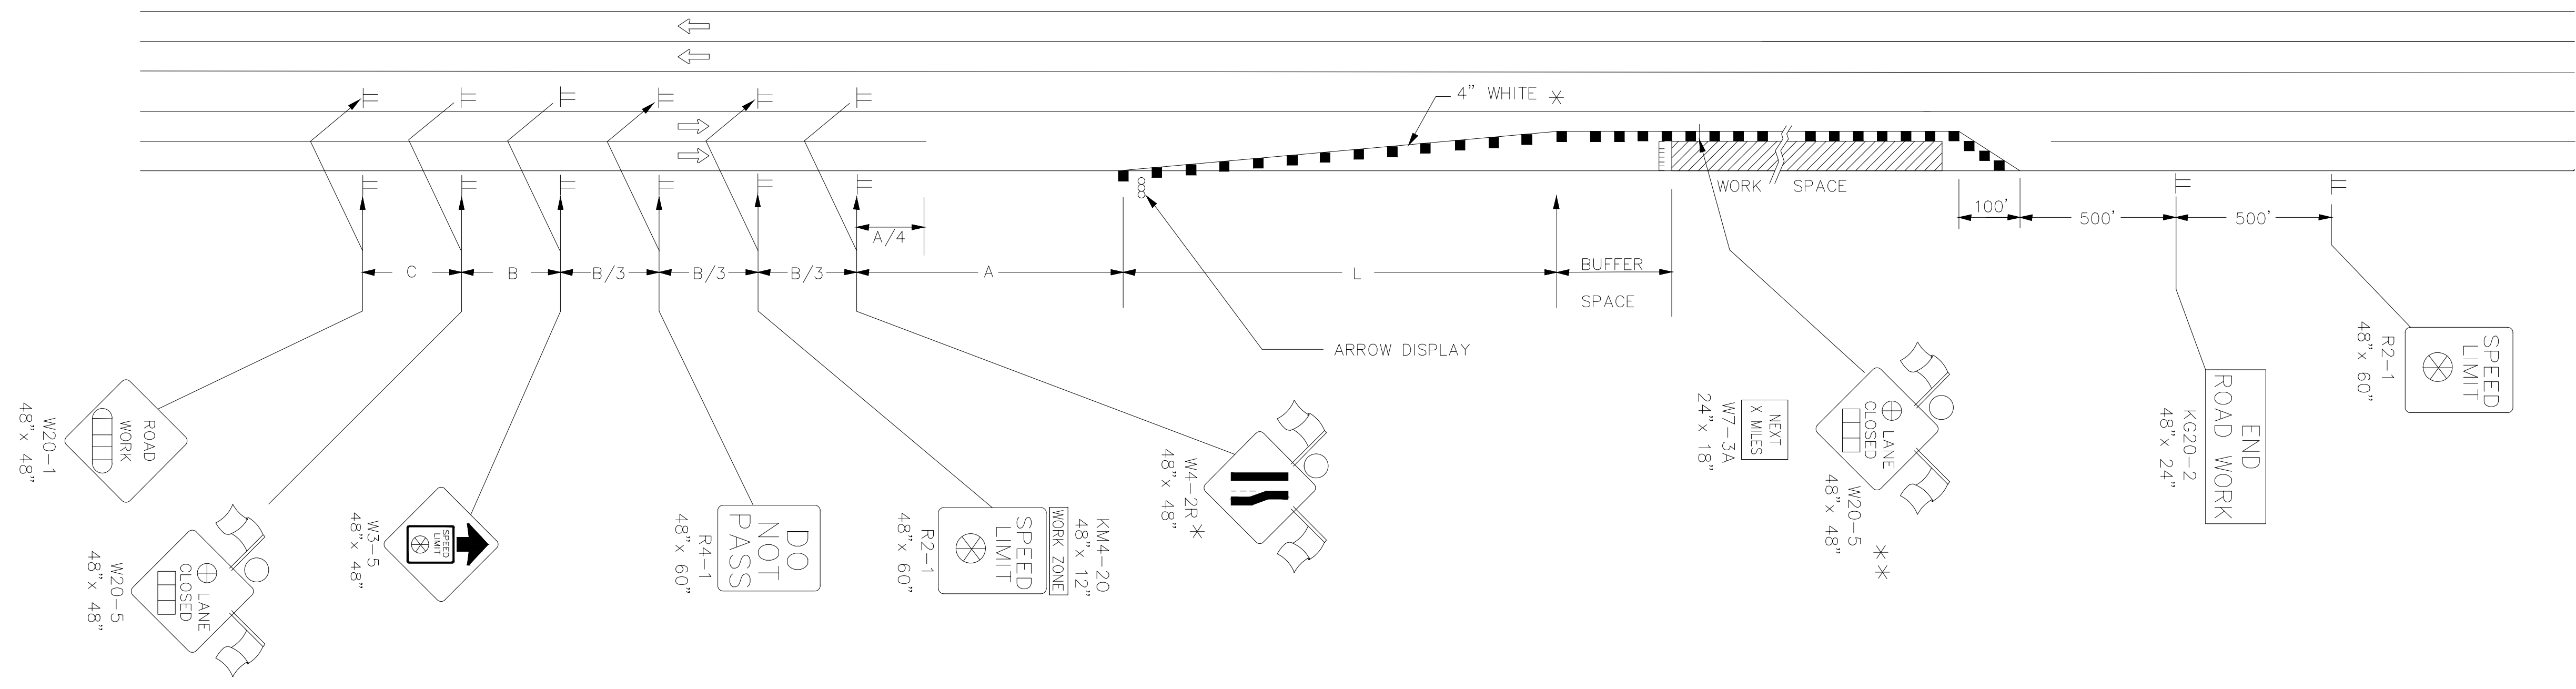 4" WHITE *
WORK SPACE
100'
500'
500'
A/4
C
B
B/3
B/3
B/3
A
L
BUFFER
SPACE
ARROW DISPLAY
ROAD
WORK
W20-1
48" x 48"
LANE
CLOSED
W20-5
48" x 48"
SPEED
LIMIT
W3-5
48" x 48"
DO
NOT
PASS
R4-1
48" x 60"
KM4-20
48" x 12"
WORK ZONE
SPEED
LIMIT
R2-1
48" x 60"
W4-2R *
48" x 48"
LANE
CLOSED
W20-5 **
48" x 48"
NEXT
X MILES
W7-3A
24" x 18"
END
ROAD WORK
KG20-2
48" x 24"
SPEED
LIMIT
R2-1
48" x 60"